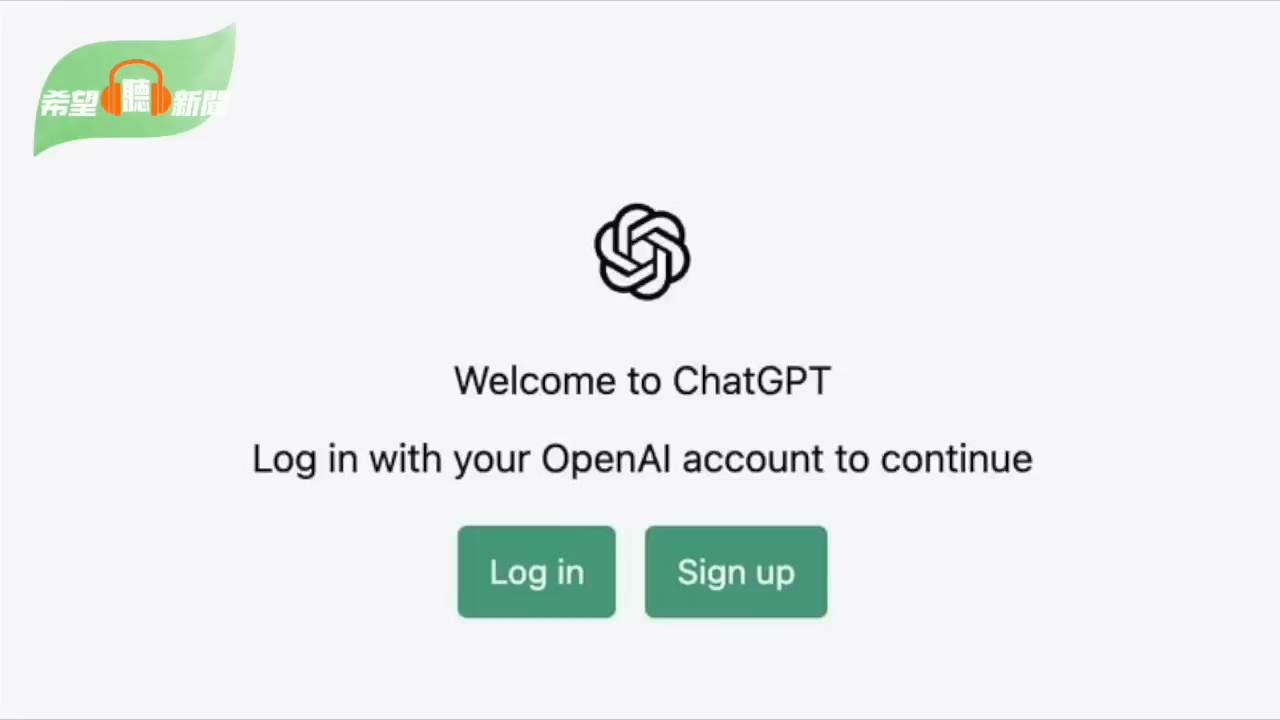 希望聽新聞
Welcome to ChatGPT
Log in with your OpenAI account to continue
Log in
Sign up